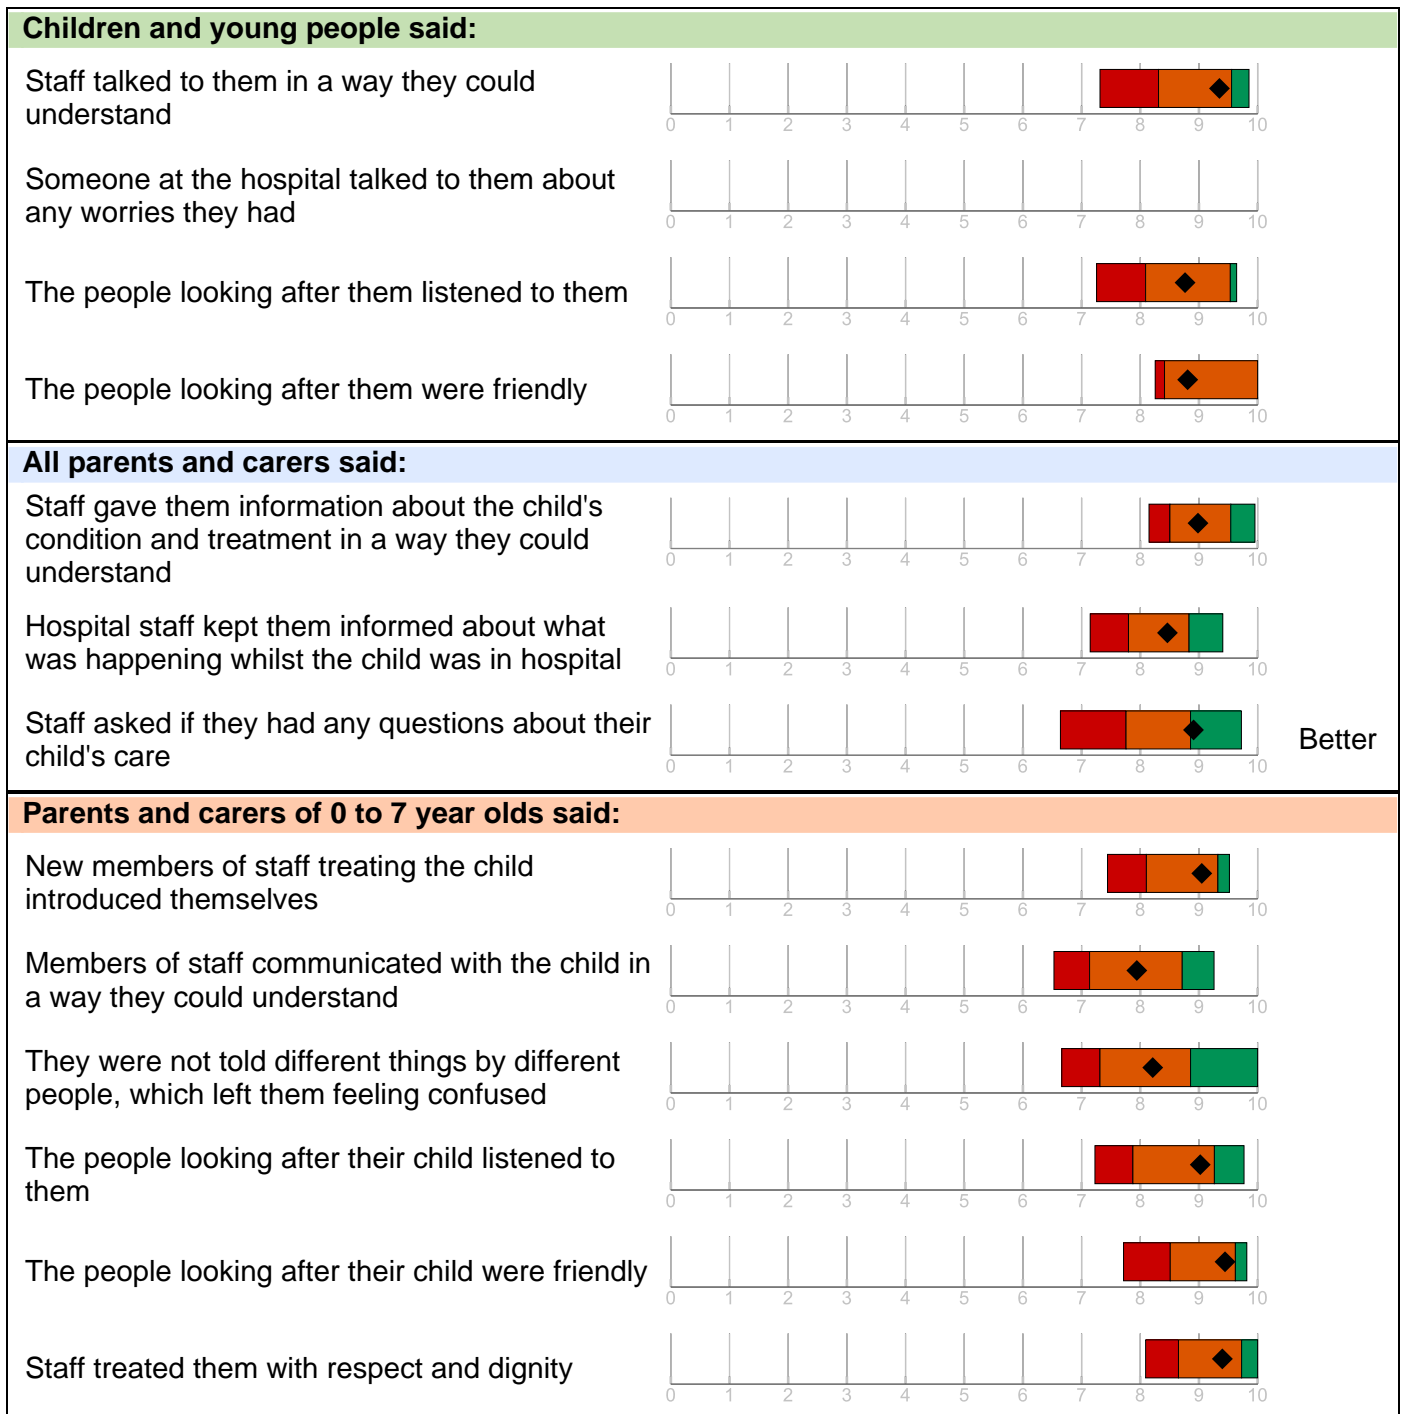 Children and young people said:
Staff talked to them in a way they could
understand
0 1 2 3 4 5 6 7 8 9 10
Someone at the hospital talked to them about
any worries they had
0 1 2 3 4 5 6 7 8 9 10
The people looking after them listened to them
0 1 2 3 4 5 6 7 8 9 10
The people looking after them were friendly
0 1 2 3 4 5 6 7 8 9 10
All parents and carers said:
Staff gave them information about the child's
condition and treatment in a way they could
understand
0 1 2 3 4 5 6 7 8 9 10
Hospital staff kept them informed about what
was happening whilst the child was in hospital
0 1 2 3 4 5 6 7 8 9 10
Staff asked if they had any questions about their
child's care
Better
0 1 2 3 4 5 6 7 8 9 10
Parents and carers of 0 to 7 year olds said:
New members of staff treating the child
introduced themselves
0 1 2 3 4 5 6 7 8 9 10
Members of staff communicated with the child in
a way they could understand
0 1 2 3 4 5 6 7 8 9 10
They were not told different things by different
people, which left them feeling confused
0 1 2 3 4 5 6 7 8 9 10
The people looking after their child listened to
them
0 1 2 3 4 5 6 7 8 9 10
The people looking after their child were friendly
0 1 2 3 4 5 6 7 8 9 10
Staff treated them with respect and dignity
0 1 2 3 4 5 6 7 8 9 10